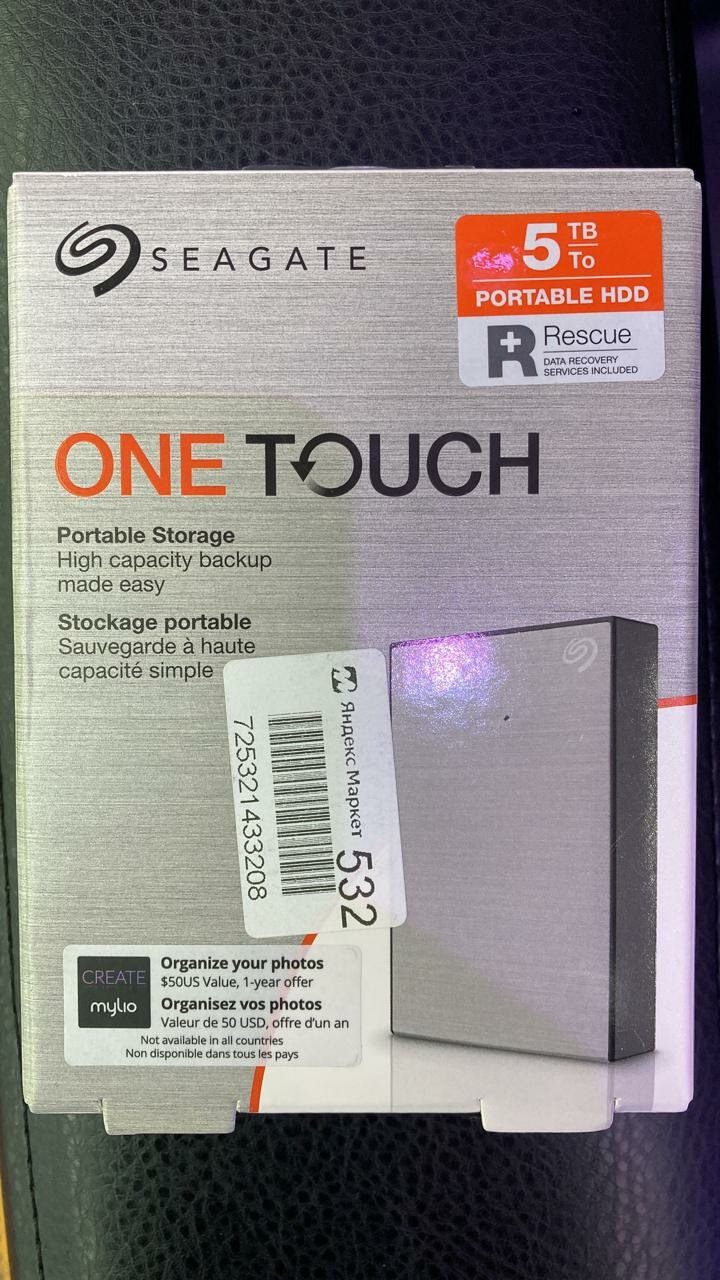 SEAGATE
5 TB
To
PORTABLE HDD
R Rescue
DATA RECOVERY
SERVICES INCLUDED
ONE TOUCH
Portable Storage
High capacity backup
made easy
Stockage portable
Sauvegarde à haute
capacité simple
Яндекс Маркет 532
725321433208
CREATE
mylio
Organize your photos
$50US Value, 1-year offer
Organisez vos photos
Valeur de 50 USD, offre d'un an
Not available in all countries
Non disponible dans tous les pays